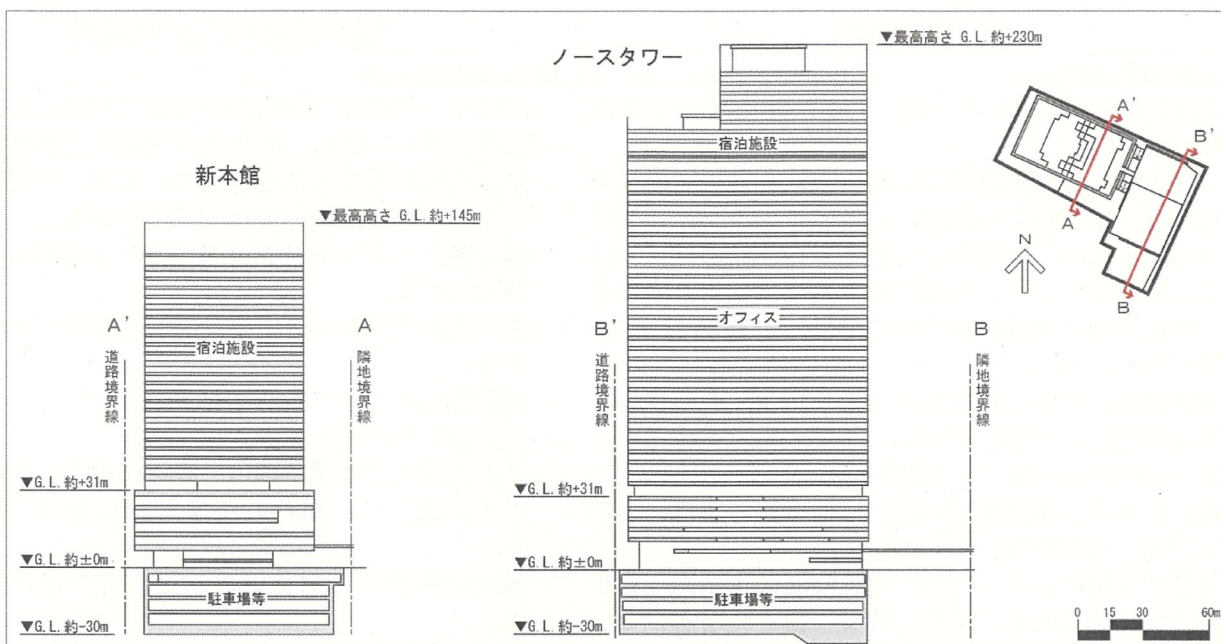 ノースタワー
▼最高高さ G.L.約+230m
宿泊施設
新本館
▼最高高さ G.L.約+145m
宿泊施設
オフィス
A'
道路境界線
A
隣地境界線
B'
道路境界線
B
隣地境界線
▼G.L.約+31m
▼G.L.約+31m
▼G.L.約±0m
▼G.L.約±0m
駐車場等
駐車場等
▼G.L.約-30m
▼G.L.約-30m
A'
B'
A
N
B
0 15 30 60m